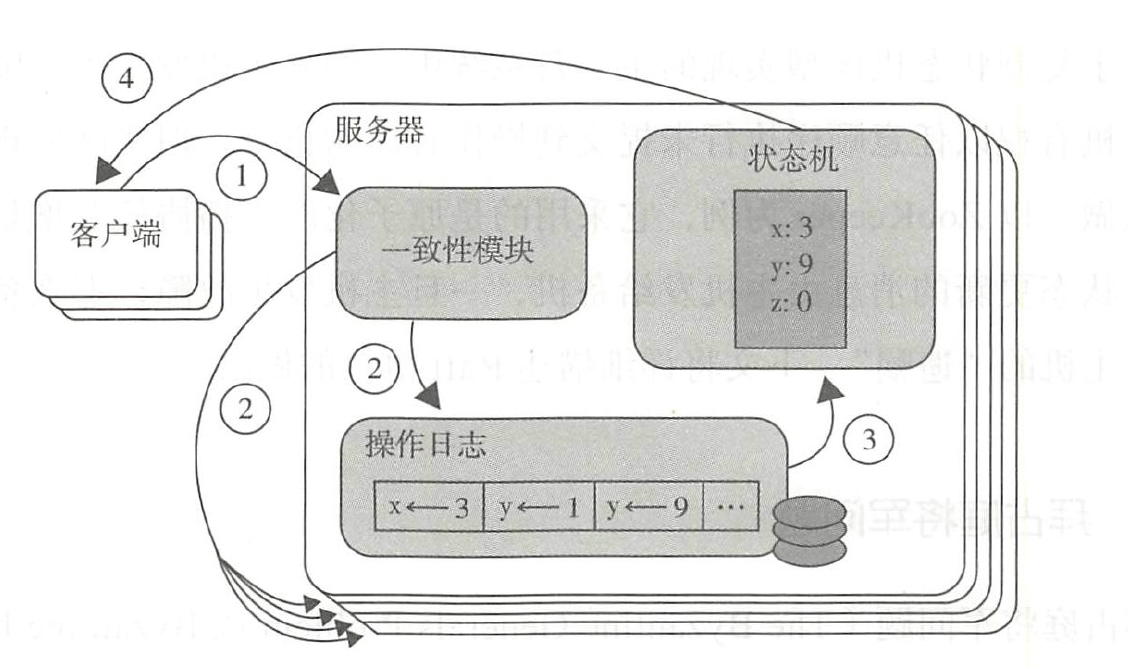 ④
服务器
状态机
①
x: 3
客户端
一致性模块
y: 9
z: 0
②
②
操作日志
③
x ← 3 y ← 1 y ← 9 …